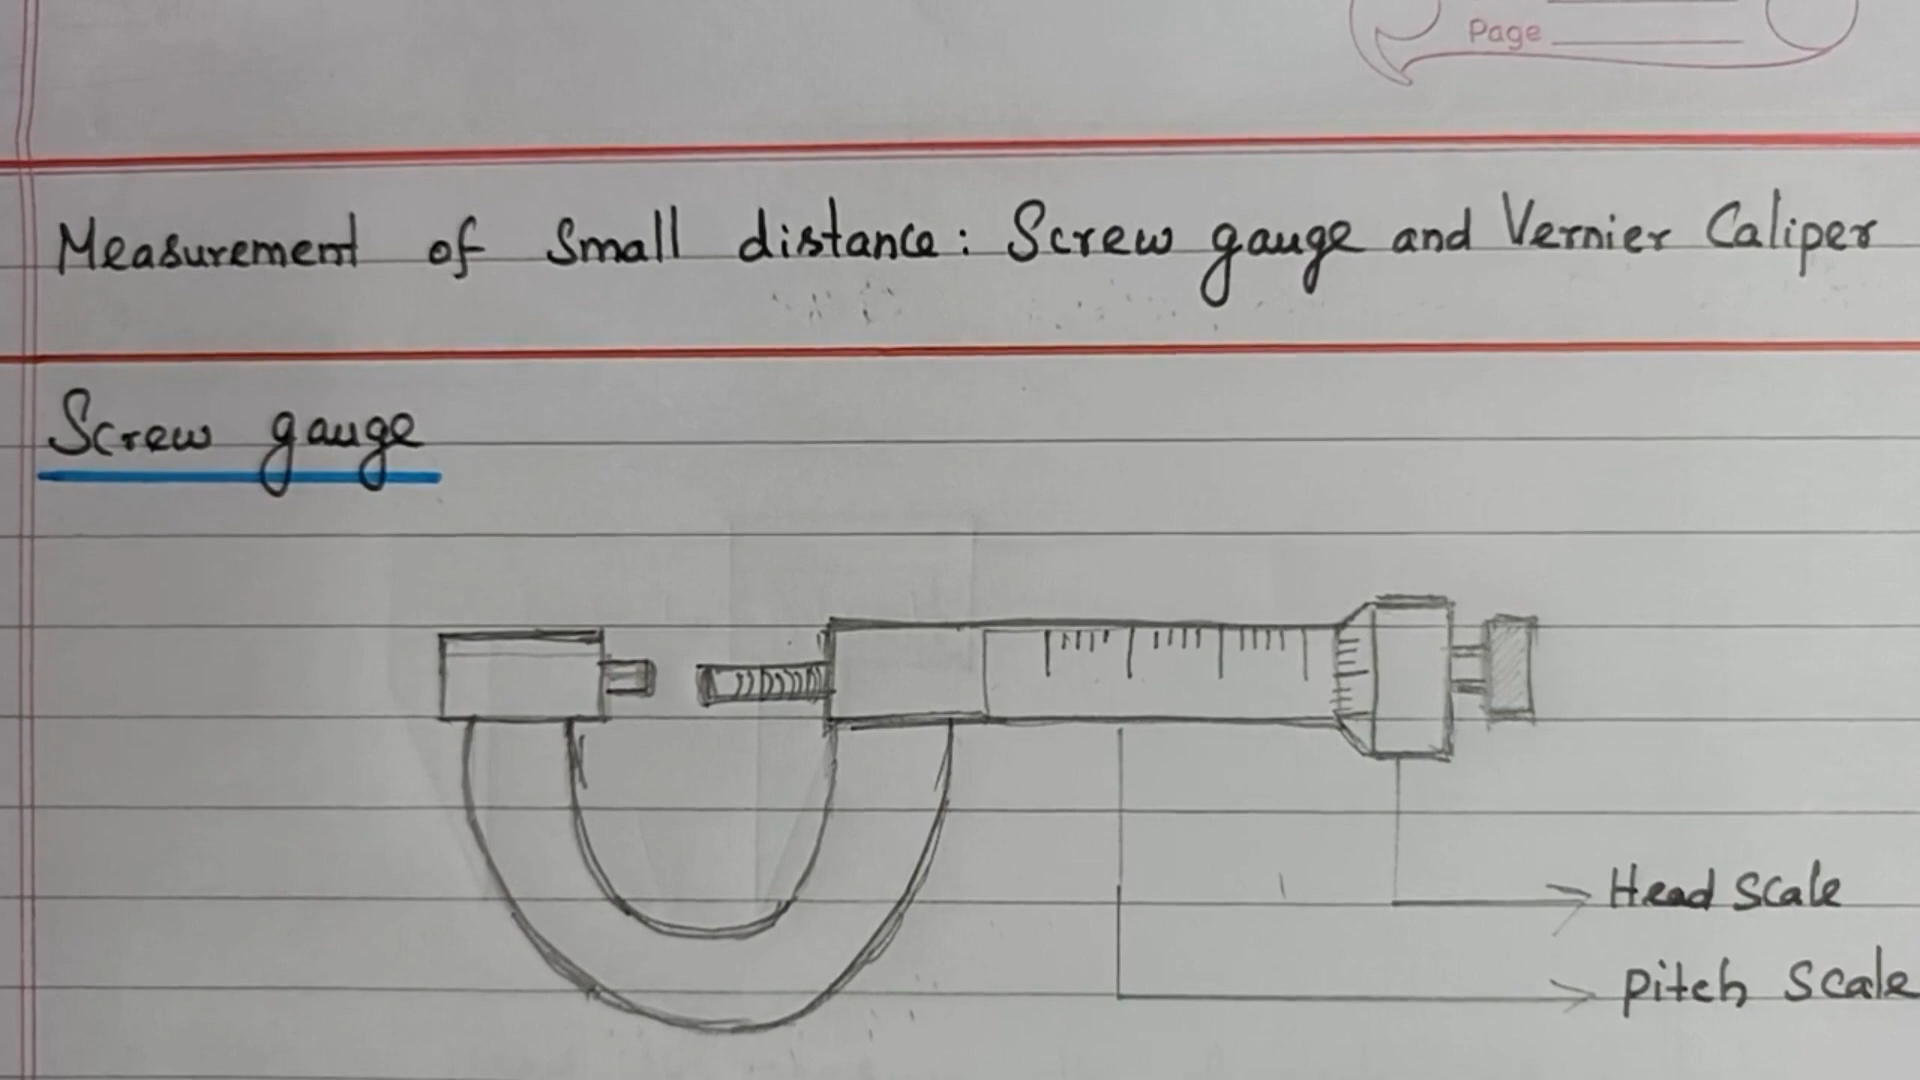 Page
Measurement of Small distance: Screw gauge and Vernier Caliper
Screw gauge
Head Scale
Pitch Scale